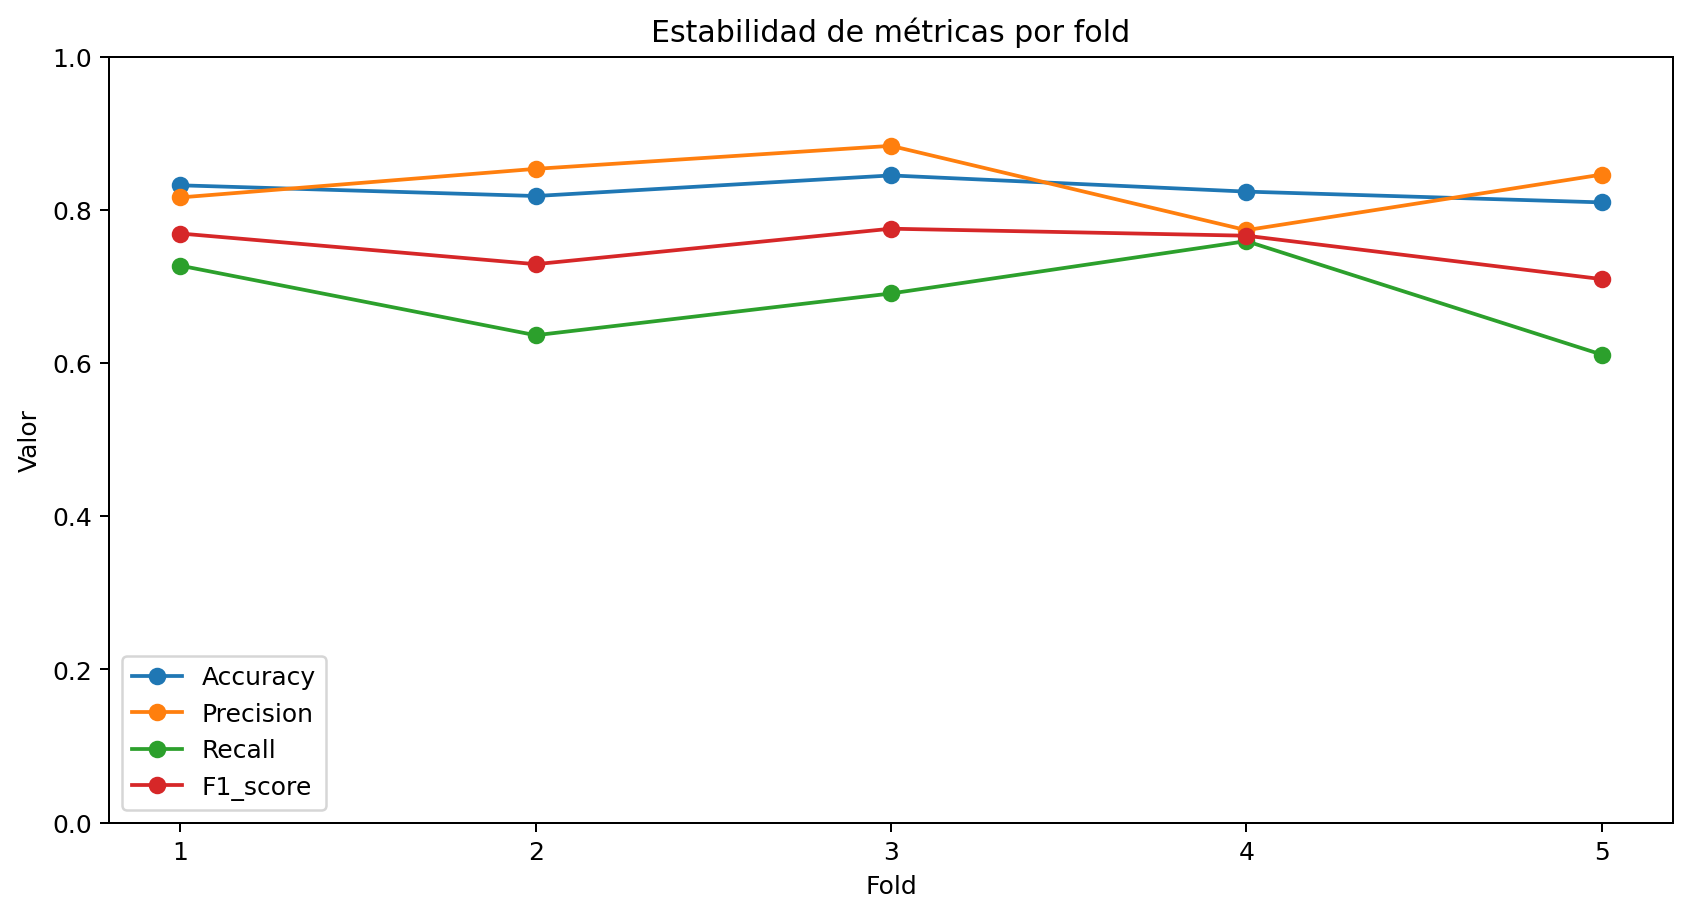 Estabilidad de métricas por fold
1.0
0.8
0.6
0.4
0.2
0.0
Valor
Accuracy
Precision
Recall
F1_score
1 2 3 4 5
Fold